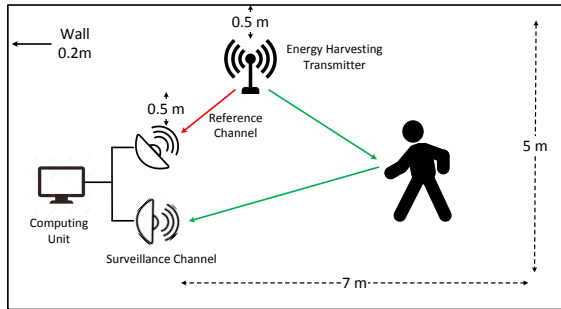 0.5 m
Wall
0.2m
Energy Harvesting
Transmitter
0.5 m
Reference
Channel
5 m
Computing
Unit
Surveillance Channel
7 m